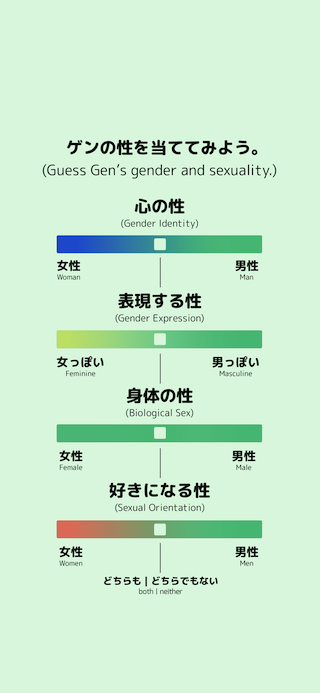 ゲンの性を当ててみよう。
(Guess Gen's gender and sexuality.)
心の性
(Gender Identity)
女性 男性
Woman Man
表現する性
(Gender Expression)
女っぽい 男っぽい
Feminine Masculine
身体の性
(Biological Sex)
女性 男性
Female Male
好きになる性
(Sexual Orientation)
女性 男性
Women Men
どちらも | どちらでもない
both | neither